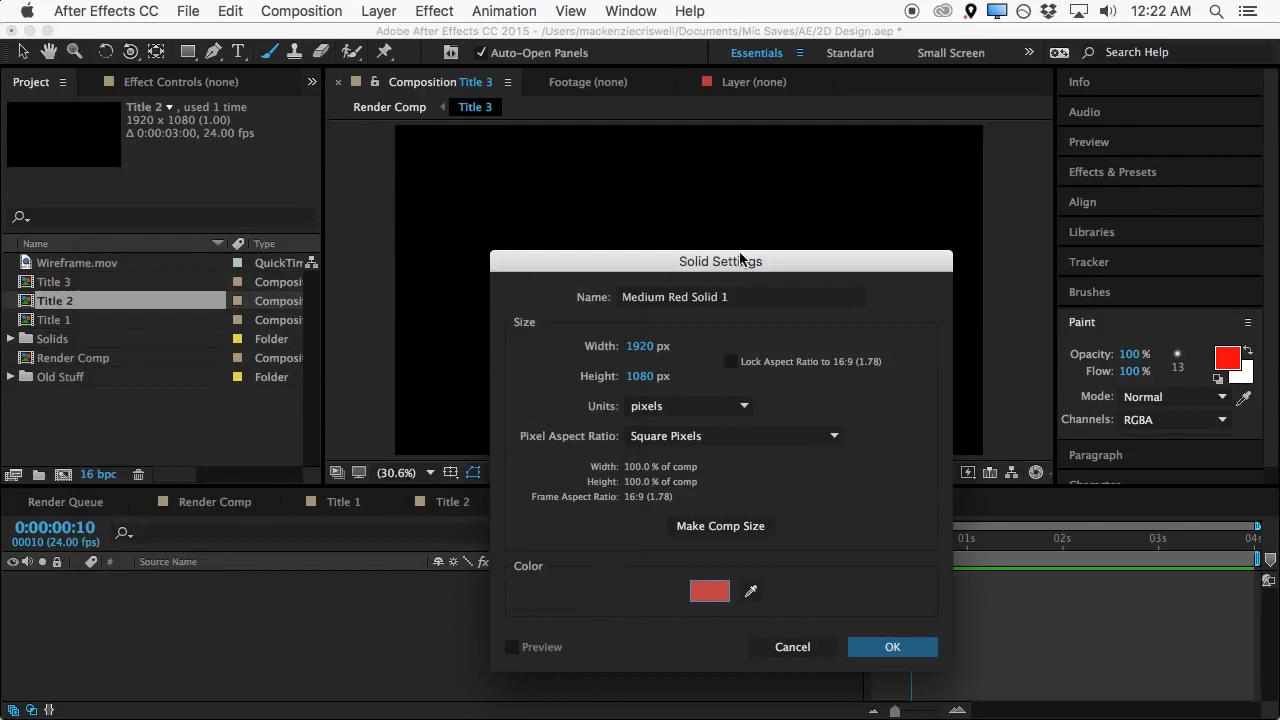 After Effects CC File Edit Composition Layer Effect Animation View Window Help 12:22 AM
Adobe After Effects CC 2015 - /Users/mackenziecriswell/Documents/Mic Saves/AE/2D Design.aep *
Auto-Open Panels Essentials Standard Small Screen Search Help
Project Effect Controls (none) Composition Title 3 Footage (none) Layer (none) Info
Title 2 , used 1 time
1920 x 1080 (1.00)
Δ 0:00:03:00, 24.00 fps
Render Comp Title 3
Audio
Preview
Effects & Presets
Align
Libraries
Tracker
Brushes
Paint
Opacity: 100 %
Flow: 100 %
13
Mode: Normal
Channels: RGBA
Paragraph
Character
Name Type
Wireframe.mov QuickTim
Title 3 Composi
Title 2 Composi
Title 1 Composi
Solids Folder
Render Comp Composi
Old Stuff Folder
16 bpc
(30.6%)
Solid Settings
Name: Medium Red Solid 1
Size
Width: 1920 px
Lock Aspect Ratio to 16:9 (1.78)
Height: 1080 px
Units: pixels
Pixel Aspect Ratio: Square Pixels
Width: 100.0 % of comp
Height: 100.0 % of comp
Frame Aspect Ratio: 16:9 (1.78)
Make Comp Size
Color
Preview Cancel OK
Render Queue Render Comp Title 1 Title 2
0:00:00:10
00010 (24.00 fps)
# Source Name fx
01s 02s 03s 04s